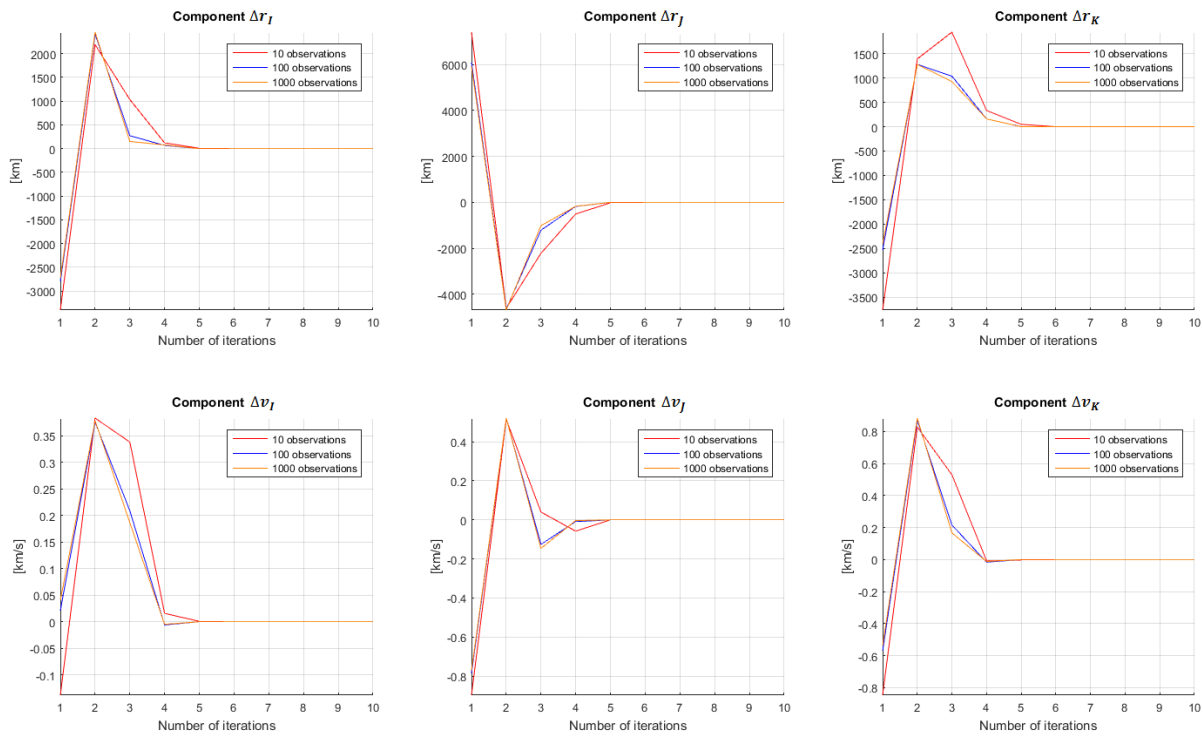 Component Δr_I
2000
1500
1000
500
0
-500
-1000
-1500
-2000
-2500
-3000
[km]
1 2 3 4 5 6 7 8 9 10
Number of iterations
10 observations
100 observations
1000 observations
Component Δr_J
6000
4000
2000
0
-2000
-4000
[km]
1 2 3 4 5 6 7 8 9 10
Number of iterations
10 observations
100 observations
1000 observations
Component Δr_K
1500
1000
500
0
-500
-1000
-1500
-2000
-2500
-3000
-3500
[km]
1 2 3 4 5 6 7 8 9 10
Number of iterations
10 observations
100 observations
1000 observations
Component Δv_I
0.35
0.3
0.25
0.2
0.15
0.1
0.05
0
-0.05
-0.1
[km/s]
1 2 3 4 5 6 7 8 9 10
Number of iterations
10 observations
100 observations
1000 observations
Component Δv_J
0.4
0.2
0
-0.2
-0.4
-0.6
-0.8
[km/s]
1 2 3 4 5 6 7 8 9 10
Number of iterations
10 observations
100 observations
1000 observations
Component Δv_K
0.8
0.6
0.4
0.2
0
-0.2
-0.4
-0.6
-0.8
[km/s]
1 2 3 4 5 6 7 8 9 10
Number of iterations
10 observations
100 observations
1000 observations